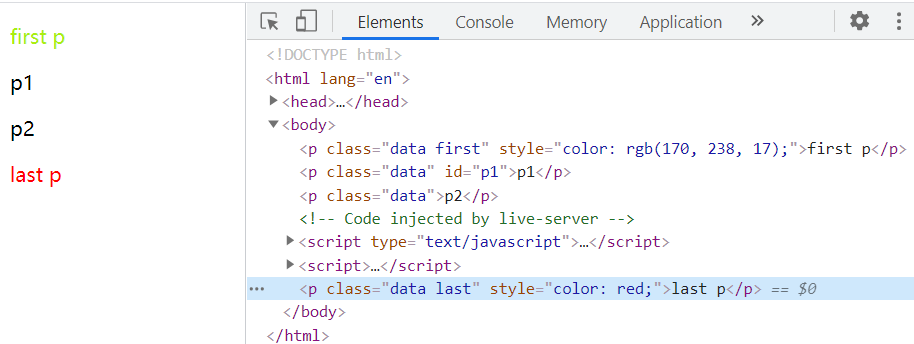 first p
p1
p2
last p
Elements Console Memory Application »
<!DOCTYPE html>
<html lang="en">
<head>…</head>
<body>
<p class="data first" style="color: rgb(170, 238, 17);">first p</p>
<p class="data" id="p1">p1</p>
<p class="data">p2</p>
<!-- Code injected by live-server -->
<script type="text/javascript">…</script>
<script>…</script>
<p class="data last" style="color: red;">last p</p> == $0
</body>
</html>